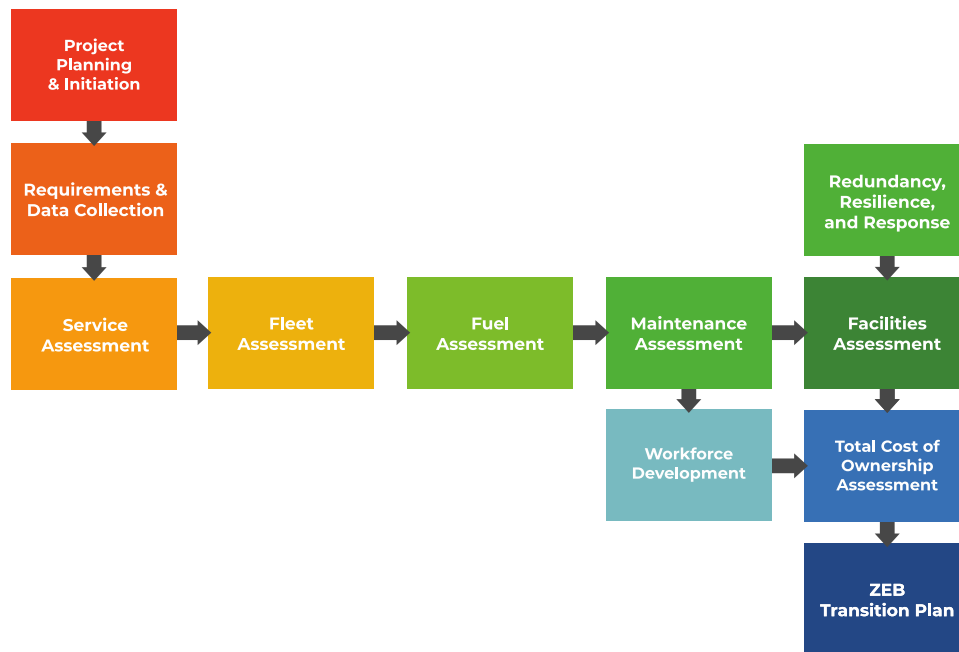 Project
Planning
& Initiation
Requirements &
Data Collection
Redundancy,
Resilience,
and Response
Service
Assessment
Fleet
Assessment
Fuel
Assessment
Maintenance
Assessment
Facilities
Assessment
Workforce
Development
Total Cost of
Ownership
Assessment
ZEB
Transition Plan